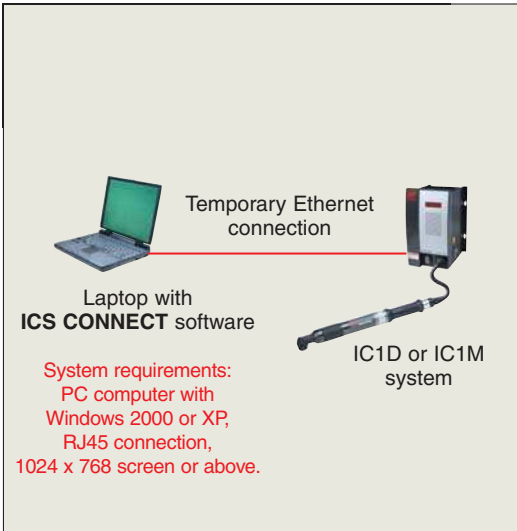 Temporary Ethernet
connection
Laptop with
ICS CONNECT software
IC1D or IC1M
system
System requirements:
PC computer with
Windows 2000 or XP,
RJ45 connection,
1024 x 768 screen or above.